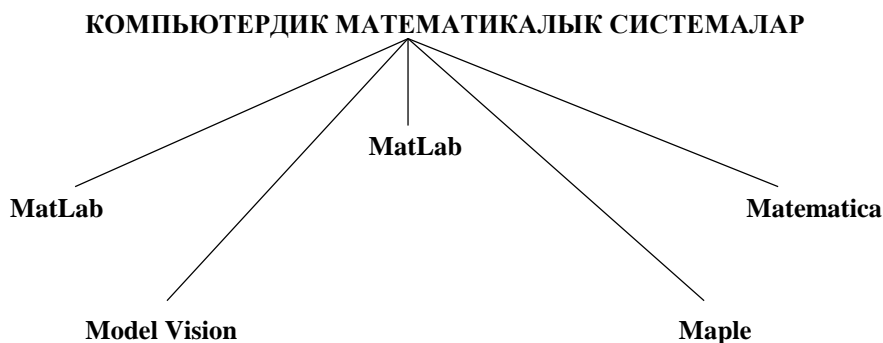 КОМПЬЮТЕРДИК МАТЕМАТИКАЛЫК СИСТЕМАЛАР
MatLab
MatLab
Matematica
Model Vision
Maple